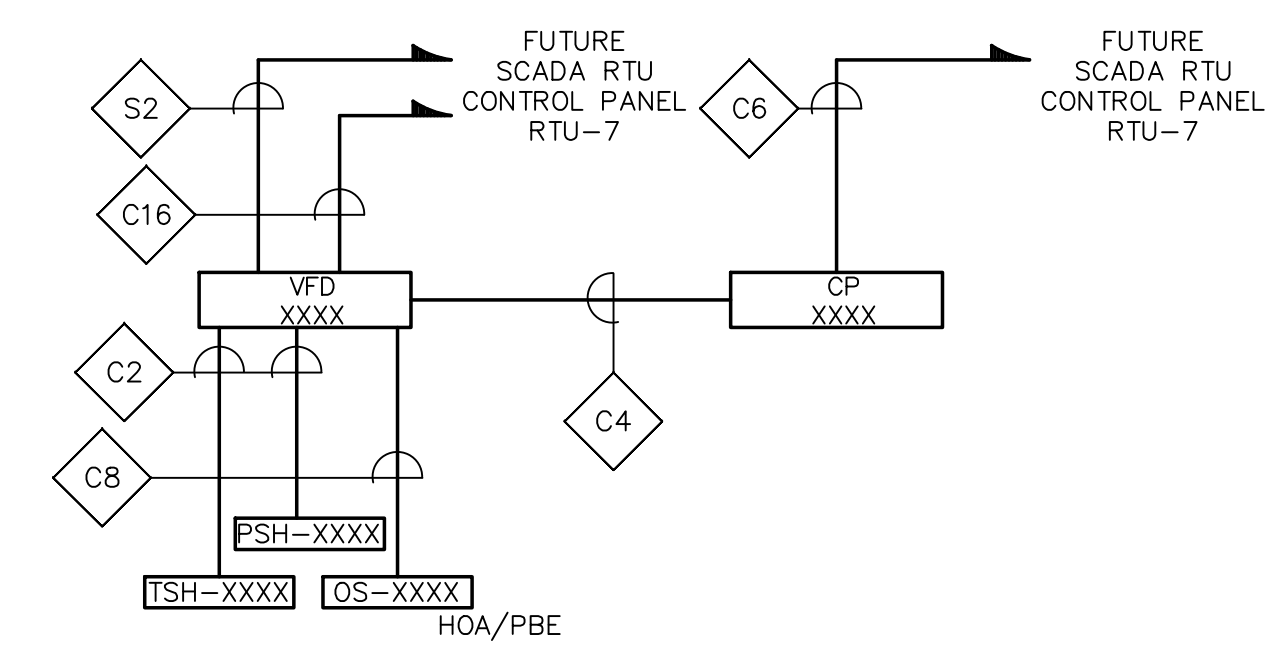 FUTURE
SCADA RTU
CONTROL PANEL
RTU-7
FUTURE
SCADA RTU
CONTROL PANEL
RTU-7
S2
C6
C16
VFD
XXXX
CP
XXXX
C2
C4
C8
PSH-XXXX
TSH-XXXX
OS-XXXX
HOA/PBE